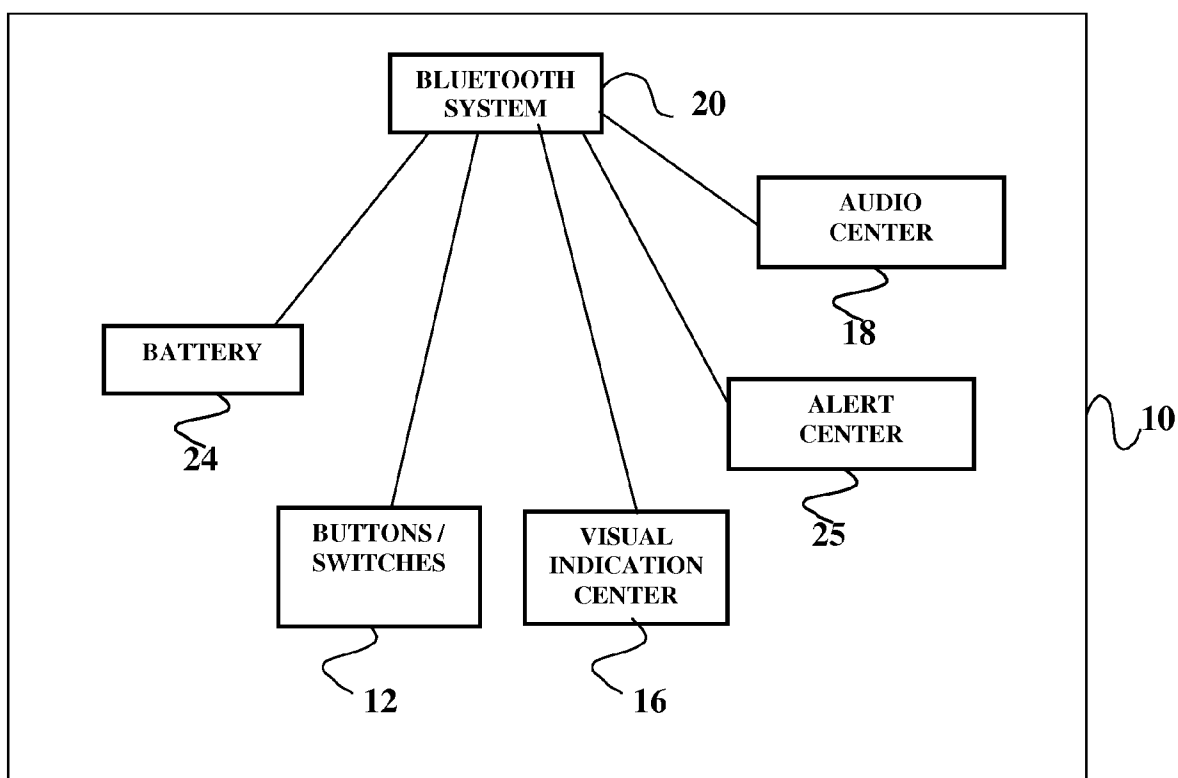 BLUETOOTH
SYSTEM
20
AUDIO
CENTER
18
BATTERY
24
ALERT
CENTER
25
10
BUTTONS /
SWITCHES
12
VISUAL
INDICATION
CENTER
16